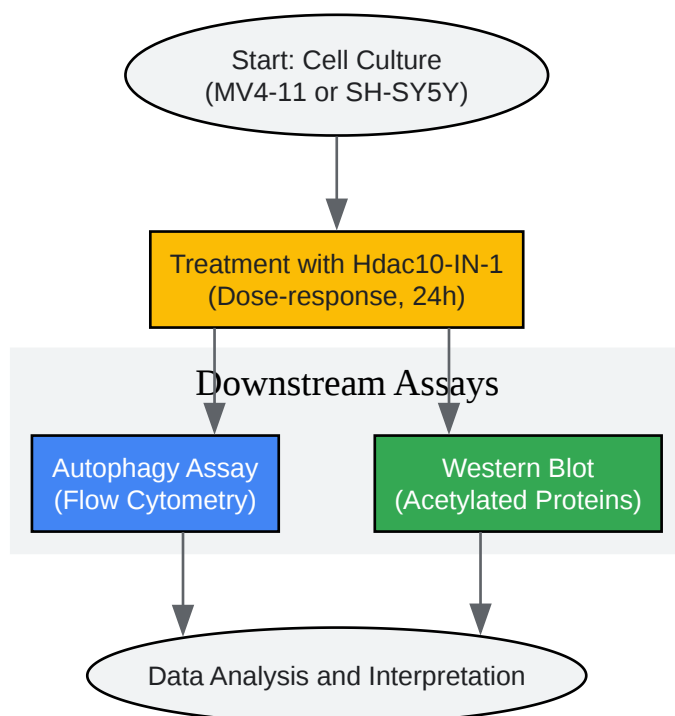 Start: Cell Culture
(MV4-11 or SH-SY5Y)
Treatment with Hdac10-IN-1
(Dose-response, 24h)
Downstream Assays
Autophagy Assay
(Flow Cytometry)
Western Blot
(Acetylated Proteins)
Data Analysis and Interpretation